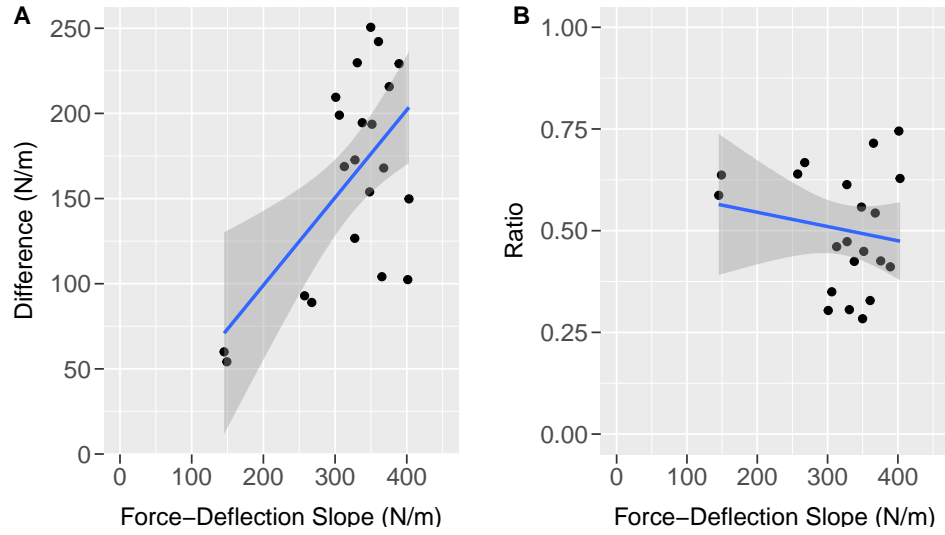 A
Difference (N/m)
250
200
150
100
50
0
0 100 200 300 400
Force−Deflection Slope (N/m)
B
Ratio
1.00
0.75
0.50
0.25
0.00
0 100 200 300 400
Force−Deflection Slope (N/m)